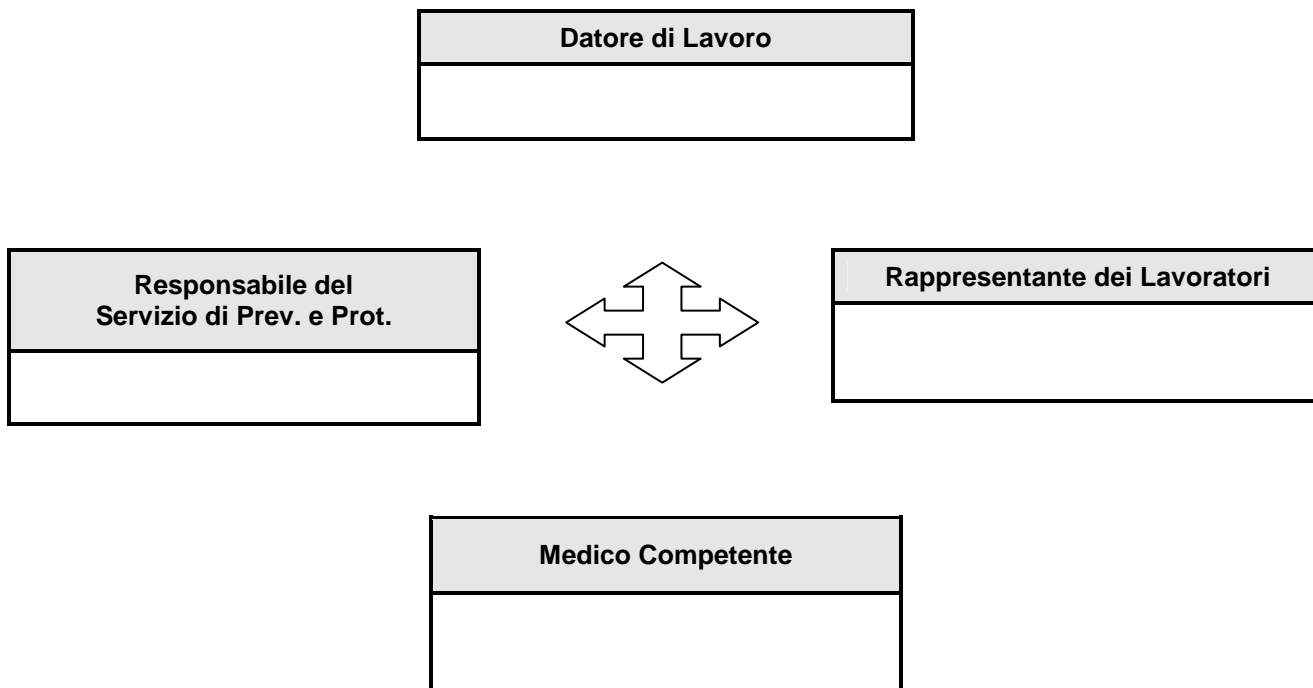 Datore di Lavoro
Responsabile del
Servizio di Prev. e Prot.
Rappresentante dei Lavoratori
Medico Competente